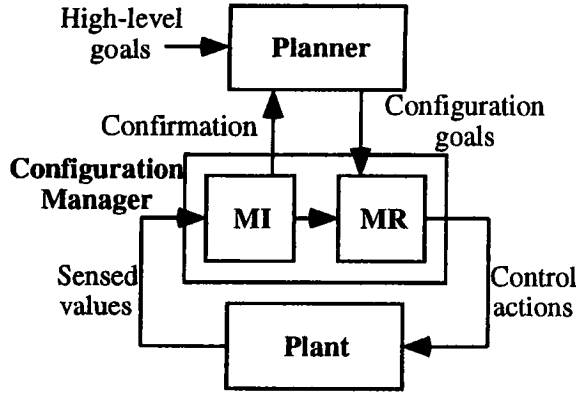 High-level
goals
Planner
Confirmation
Configuration
goals
Configuration
Manager
MI
MR
Sensed
values
Control
actions
Plant